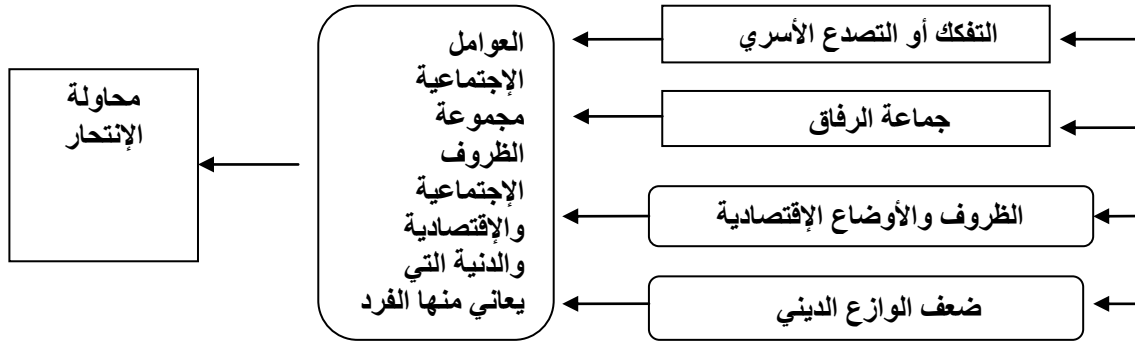 التفكك أو التصدع الأسري
جماعة الرفاق
الظروف والأوضاع الإقتصادية
ضعف الوازع الديني
العوامل
الإجتماعية
مجموعة
الظروف
الإجتماعية
والإقتصادية
والدنية التي
يعاني منها الفرد
محاولة
الإنتحار